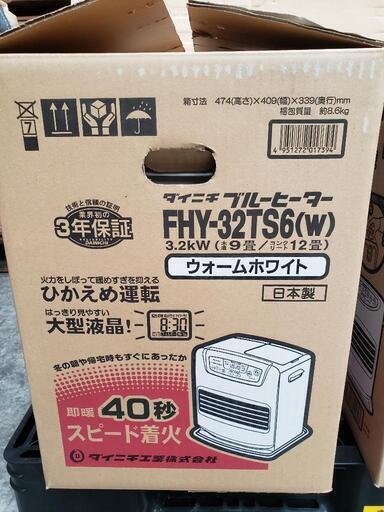 箱寸法 474(高さ)×409(幅)×339(奥行)mm
梱包質量 約8.6kg
7
4 951272 017394
技術と信頼の証明
業界初の
3年保証
DAINICHI
ダイニチ ブルーヒーター
FHY-32TS6(W)
3.2kW (木造9畳/コンクリート12畳)
ウォームホワイト
日本製
火力をしぼって暖めすぎを抑える
ひかえめ運転
はっきり見やすい
大型液晶!
8:30
冬の朝や帰宅時もすぐにあったか
即暖 40秒
スピード着火
ダイニチ工業株式会社